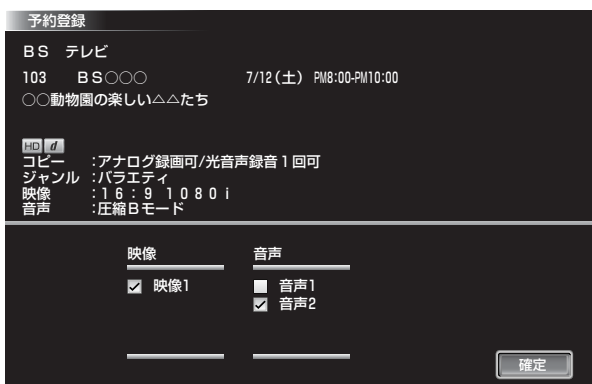 予約登録
BS テレビ
103 BS○○○ 7/12(土) PM8:00-PM10:00
○○動物園の楽しい△△たち
HD d
コピー :アナログ録画可/光音声録音1回可
ジャンル :バラエティ
映像 :16:9 1080i
音声 :圧縮Bモード
映像 音声
映像1 音声1
音声2
確定